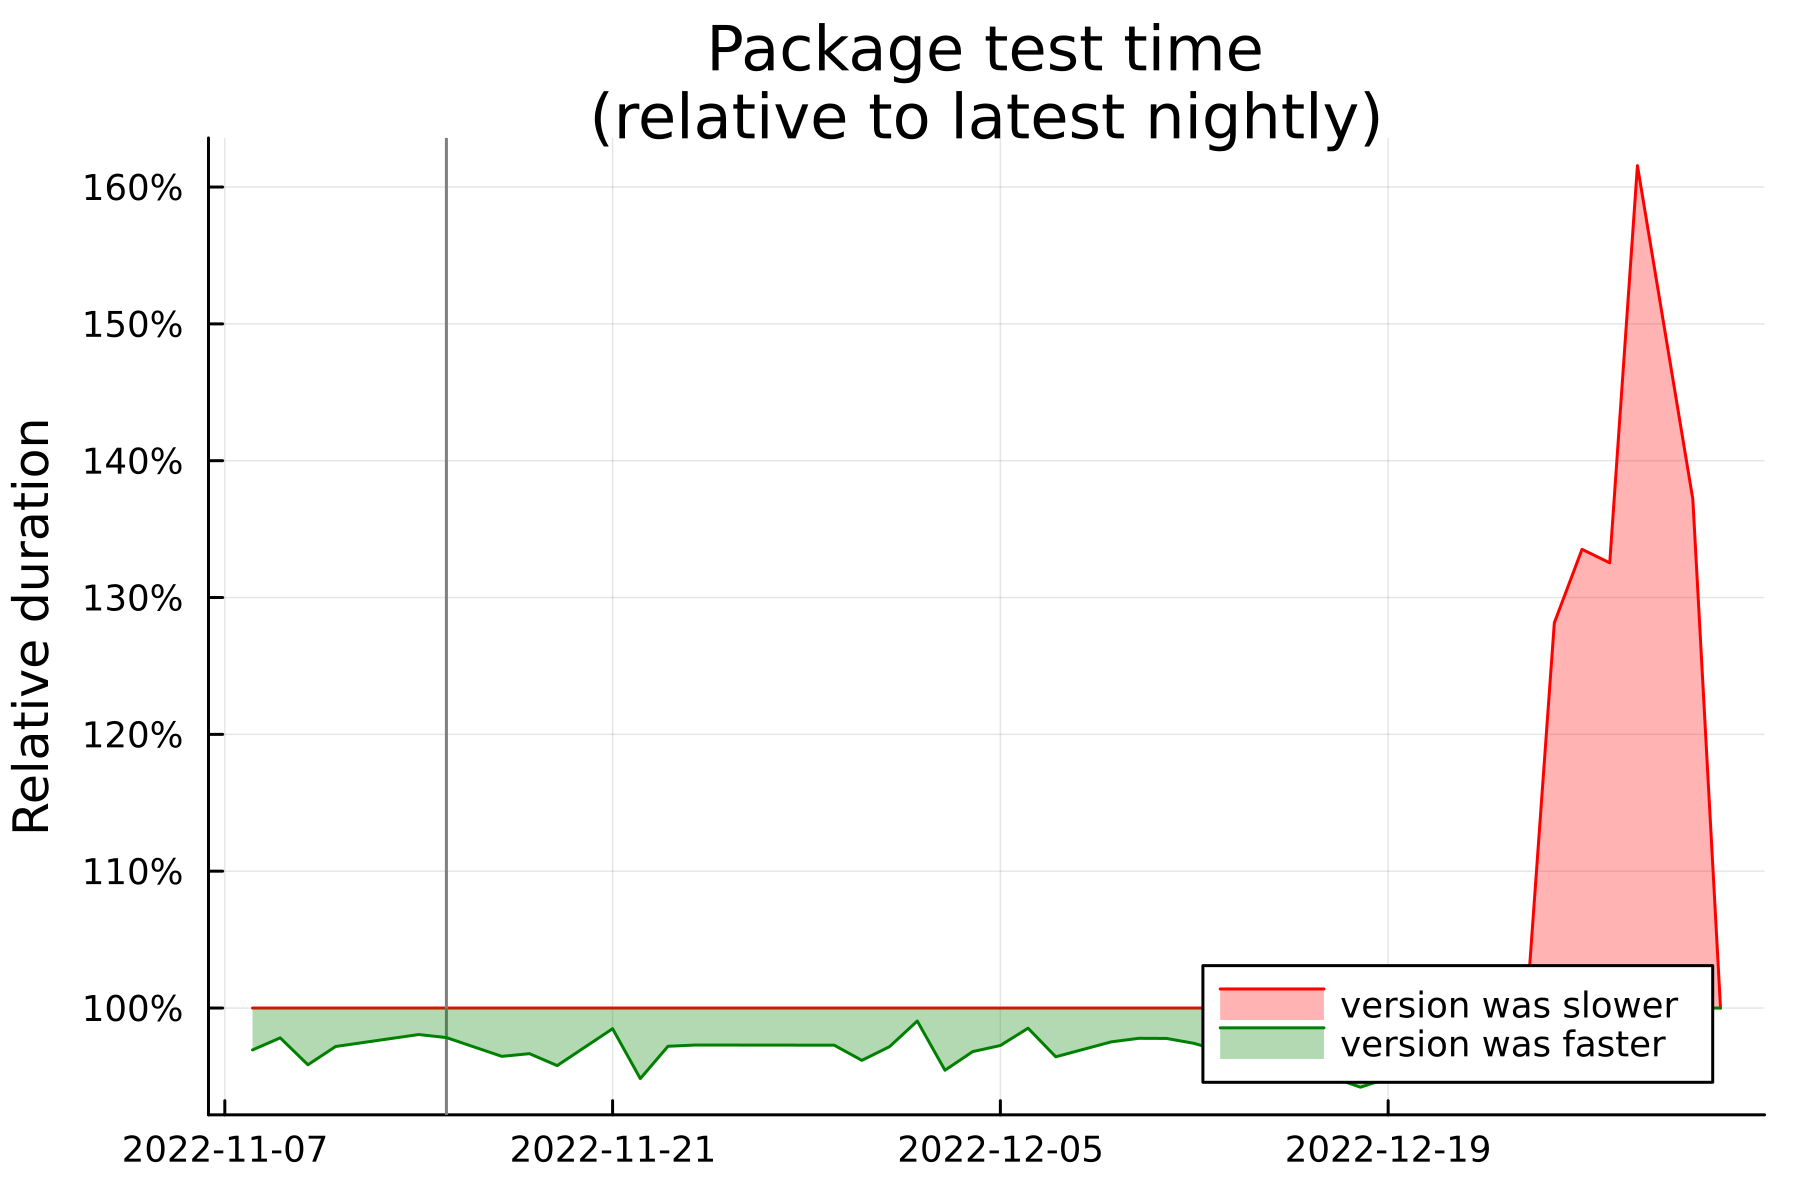 Package test time
(relative to latest nightly)
Relative duration
160%
150%
140%
130%
120%
110%
100%
version was slower
version was faster
2022-11-07
2022-11-21
2022-12-05
2022-12-19